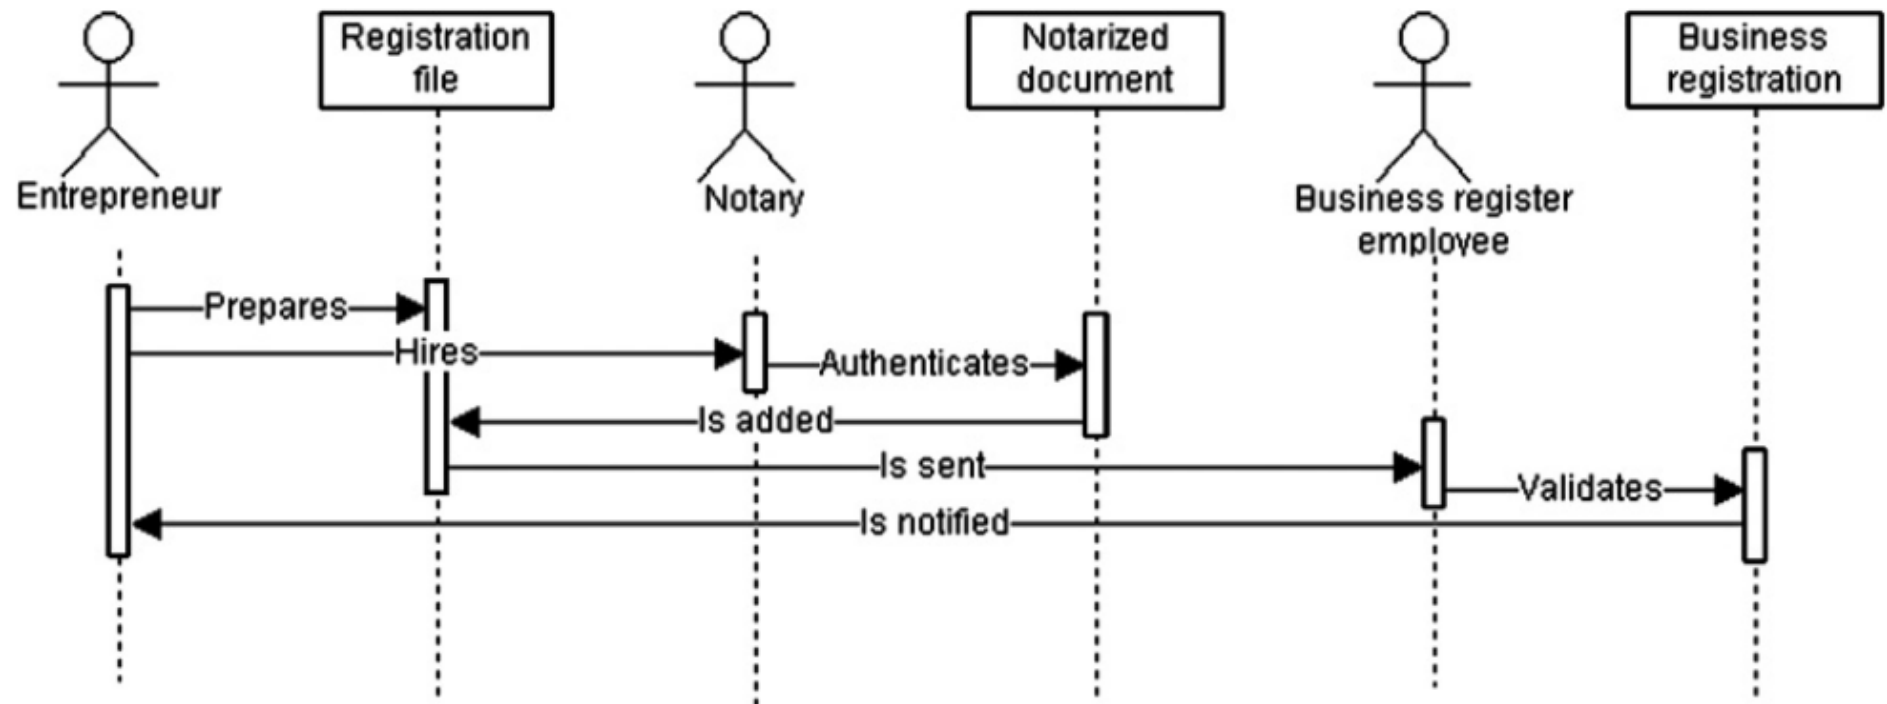 Registration
file
Notarized
document
Business
registration
Entrepreneur
Notary
Business register
employee
Prepares
Hires
Authenticates
Is added
Is sent
Validates
Is notified